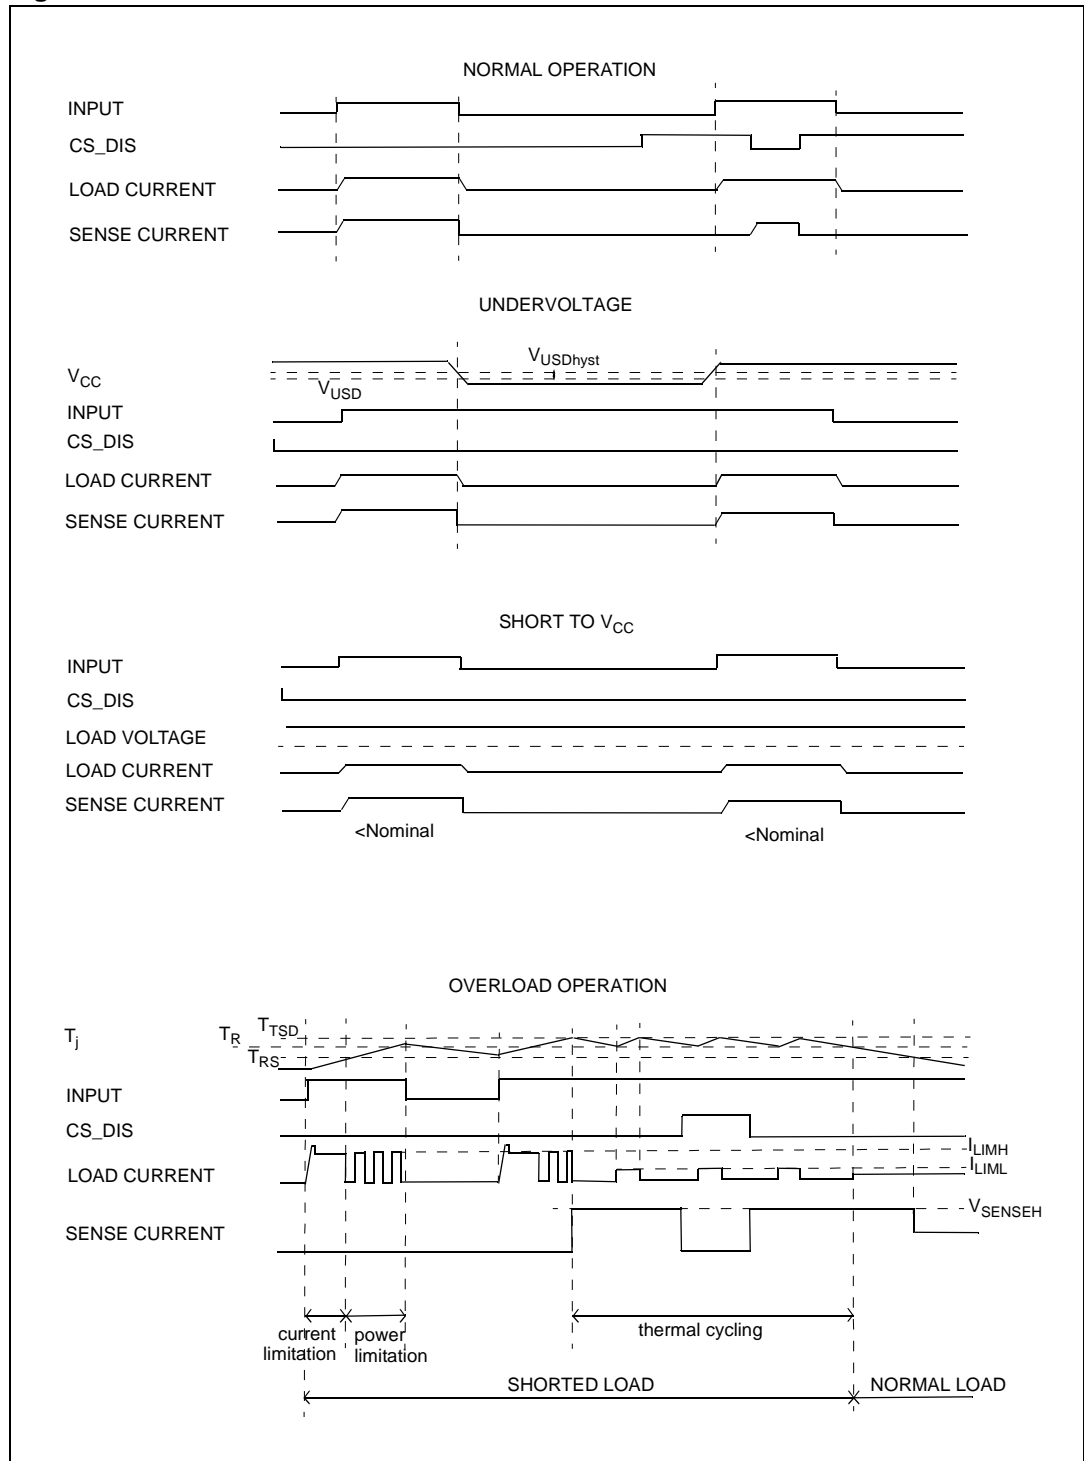 NORMAL OPERATION
INPUT
CS_DIS
LOAD CURRENT
SENSE CURRENT
UNDERVOLTAGE
VUSDhyst
VCC
VUSD
INPUT
CS_DIS
LOAD CURRENT
SENSE CURRENT
SHORT TO VCC
INPUT
CS_DIS
LOAD VOLTAGE
LOAD CURRENT
SENSE CURRENT
<Nominal
<Nominal
OVERLOAD OPERATION
Tj
TR
TTSD
TRS
INPUT
CS_DIS
ILIMH
LOAD CURRENT
ILIML
VSENSEH
SENSE CURRENT
current
limitation
power
limitation
thermal cycling
SHORTED LOAD
NORMAL LOAD